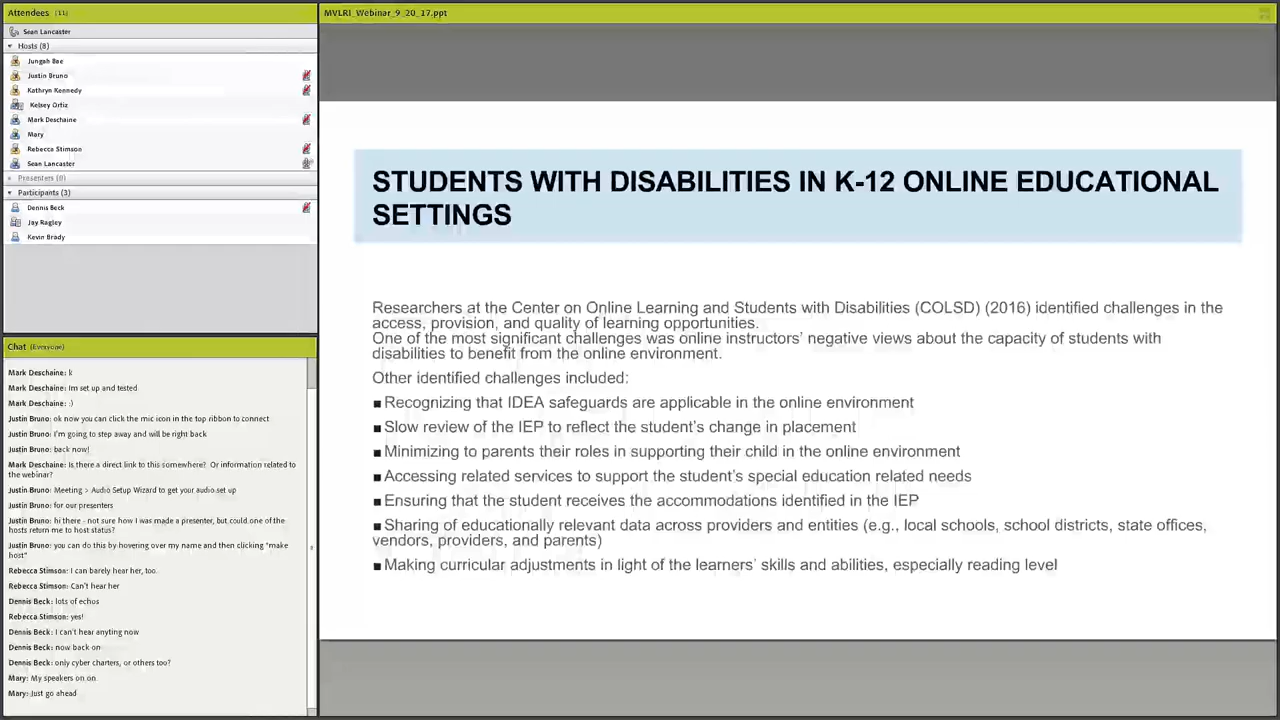 Attendees (11)
Sean Lancaster
Hosts (8)
Jungah Bae
Justin Bruno
Kathryn Kennedy
Kelsey Ortiz
Mark Deschaine
Mary
Rebecca Stimson
Sean Lancaster
Presenters (0)
Participants (3)
Dennis Beck
Jay Ragley
Kevin Brady
Chat (Everyone)
Mark Deschaine: k
Mark Deschaine: Im set up and tested
Mark Deschaine: :)
Justin Bruno: ok now you can click the mic icon in the top ribbon to connect
Justin Bruno: I'm going to step away and will be right back
Justin Bruno: back now!
Mark Deschaine: Is there a direct link to this somewhere? Or information related to
the webinar?
Justin Bruno: Meeting > Audio Setup Wizard to get your audio set up
Justin Bruno: for our presenters
Justin Bruno: hi there - not sure how I was made a presenter, but could one of the
hosts return me to host status?
Justin Bruno: you can do this by hovering over my name and then clicking "make
host"
Rebecca Stimson: I can barely hear her, too.
Rebecca Stimson: Can't hear her
Dennis Beck: lots of echos
Rebecca Stimson: yes!
Dennis Beck: I can't hear anyting now
Dennis Beck: now back on
Dennis Beck: only cyber charters, or others too?
Mary: My speakers on on.
Mary: Just go ahead
MVLRI_Webinar_9_20_17.ppt
STUDENTS WITH DISABILITIES IN K-12 ONLINE EDUCATIONAL
SETTINGS
Researchers at the Center on Online Learning and Students with Disabilities (COLSD) (2016) identified challenges in the
access, provision, and quality of learning opportunities.
One of the most significant challenges was online instructors' negative views about the capacity of students with
disabilities to benefit from the online environment.
Other identified challenges included:
■ Recognizing that IDEA safeguards are applicable in the online environment
■ Slow review of the IEP to reflect the student's change in placement
■ Minimizing to parents their roles in supporting their child in the online environment
■ Accessing related services to support the student's special education related needs
■ Ensuring that the student receives the accommodations identified in the IEP
■ Sharing of educationally relevant data across providers and entities (e.g., local schools, school districts, state offices,
vendors, providers, and parents)
■ Making curricular adjustments in light of the learners' skills and abilities, especially reading level